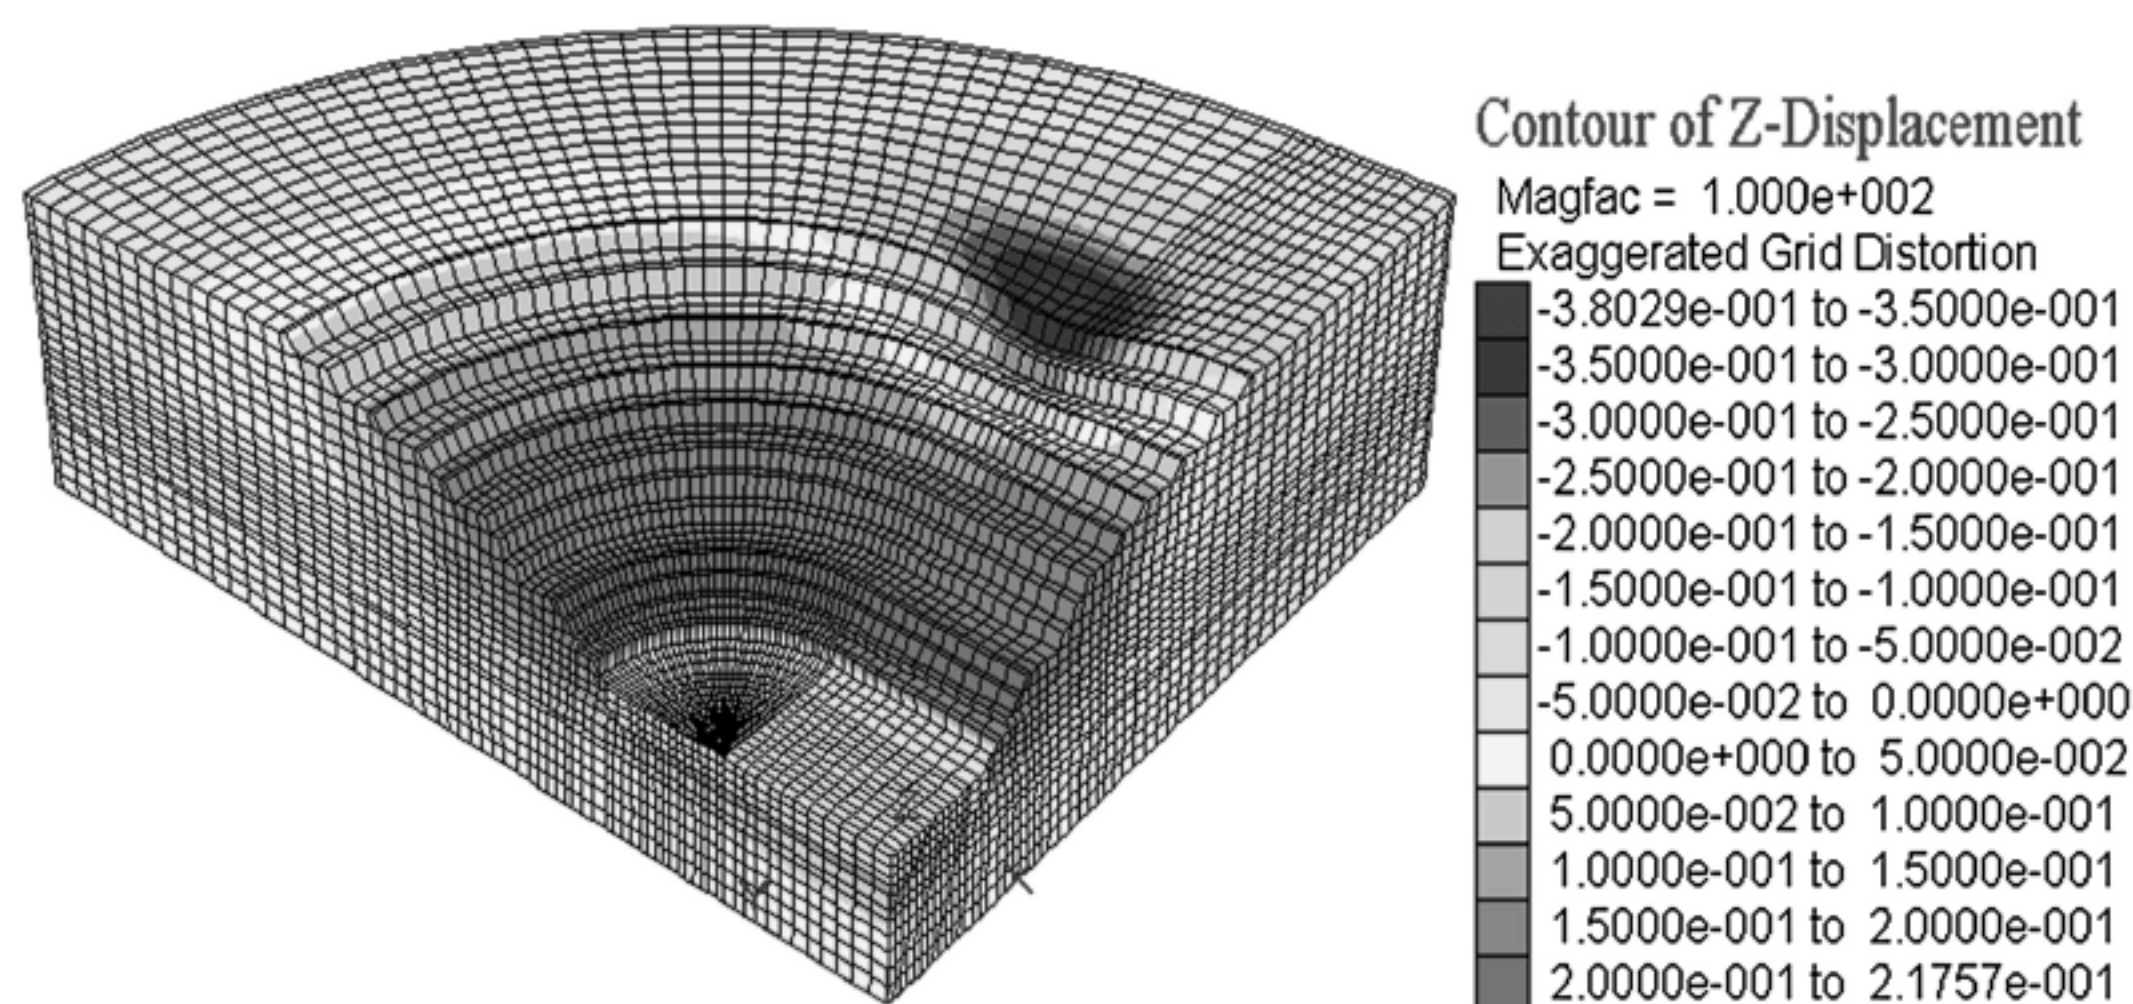 Contour of Z-Displacement
Magfac = 1.000e+002
Exaggerated Grid Distortion
-3.8029e-001 to -3.5000e-001
-3.5000e-001 to -3.0000e-001
-3.0000e-001 to -2.5000e-001
-2.5000e-001 to -2.0000e-001
-2.0000e-001 to -1.5000e-001
-1.5000e-001 to -1.0000e-001
-1.0000e-001 to -5.0000e-002
-5.0000e-002 to 0.0000e+000
0.0000e+000 to 5.0000e-002
5.0000e-002 to 1.0000e-001
1.0000e-001 to 1.5000e-001
1.5000e-001 to 2.0000e-001
2.0000e-001 to 2.1757e-001